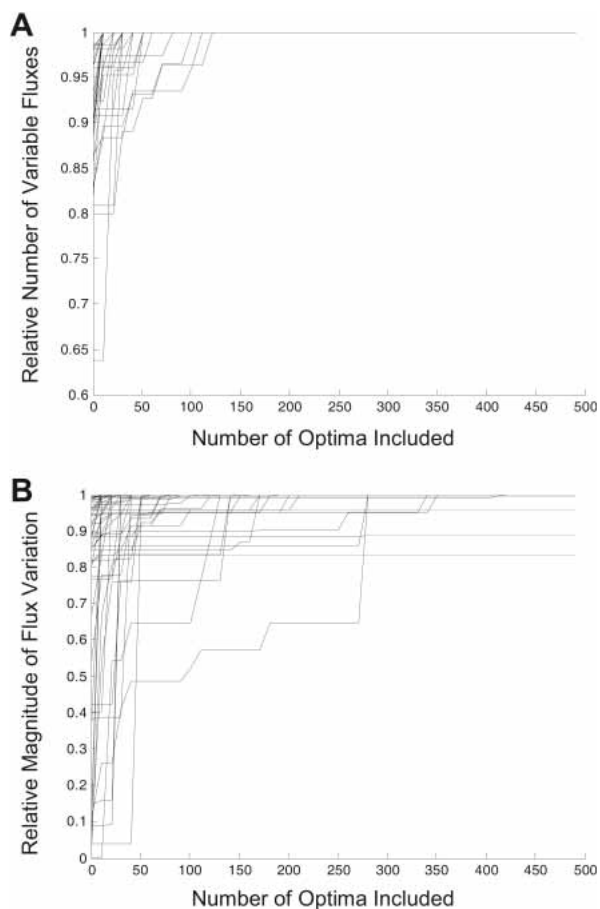 A
Relative Number of Variable Fluxes
1
0.95
0.9
0.85
0.8
0.75
0.7
0.65
0.6
0 50 100 150 200 250 300 350 400 450 500
Number of Optima Included
B
Relative Magnitude of Flux Variation
1
0.9
0.8
0.7
0.6
0.5
0.4
0.3
0.2
0.1
0
0 50 100 150 200 250 300 350 400 450 500
Number of Optima Included